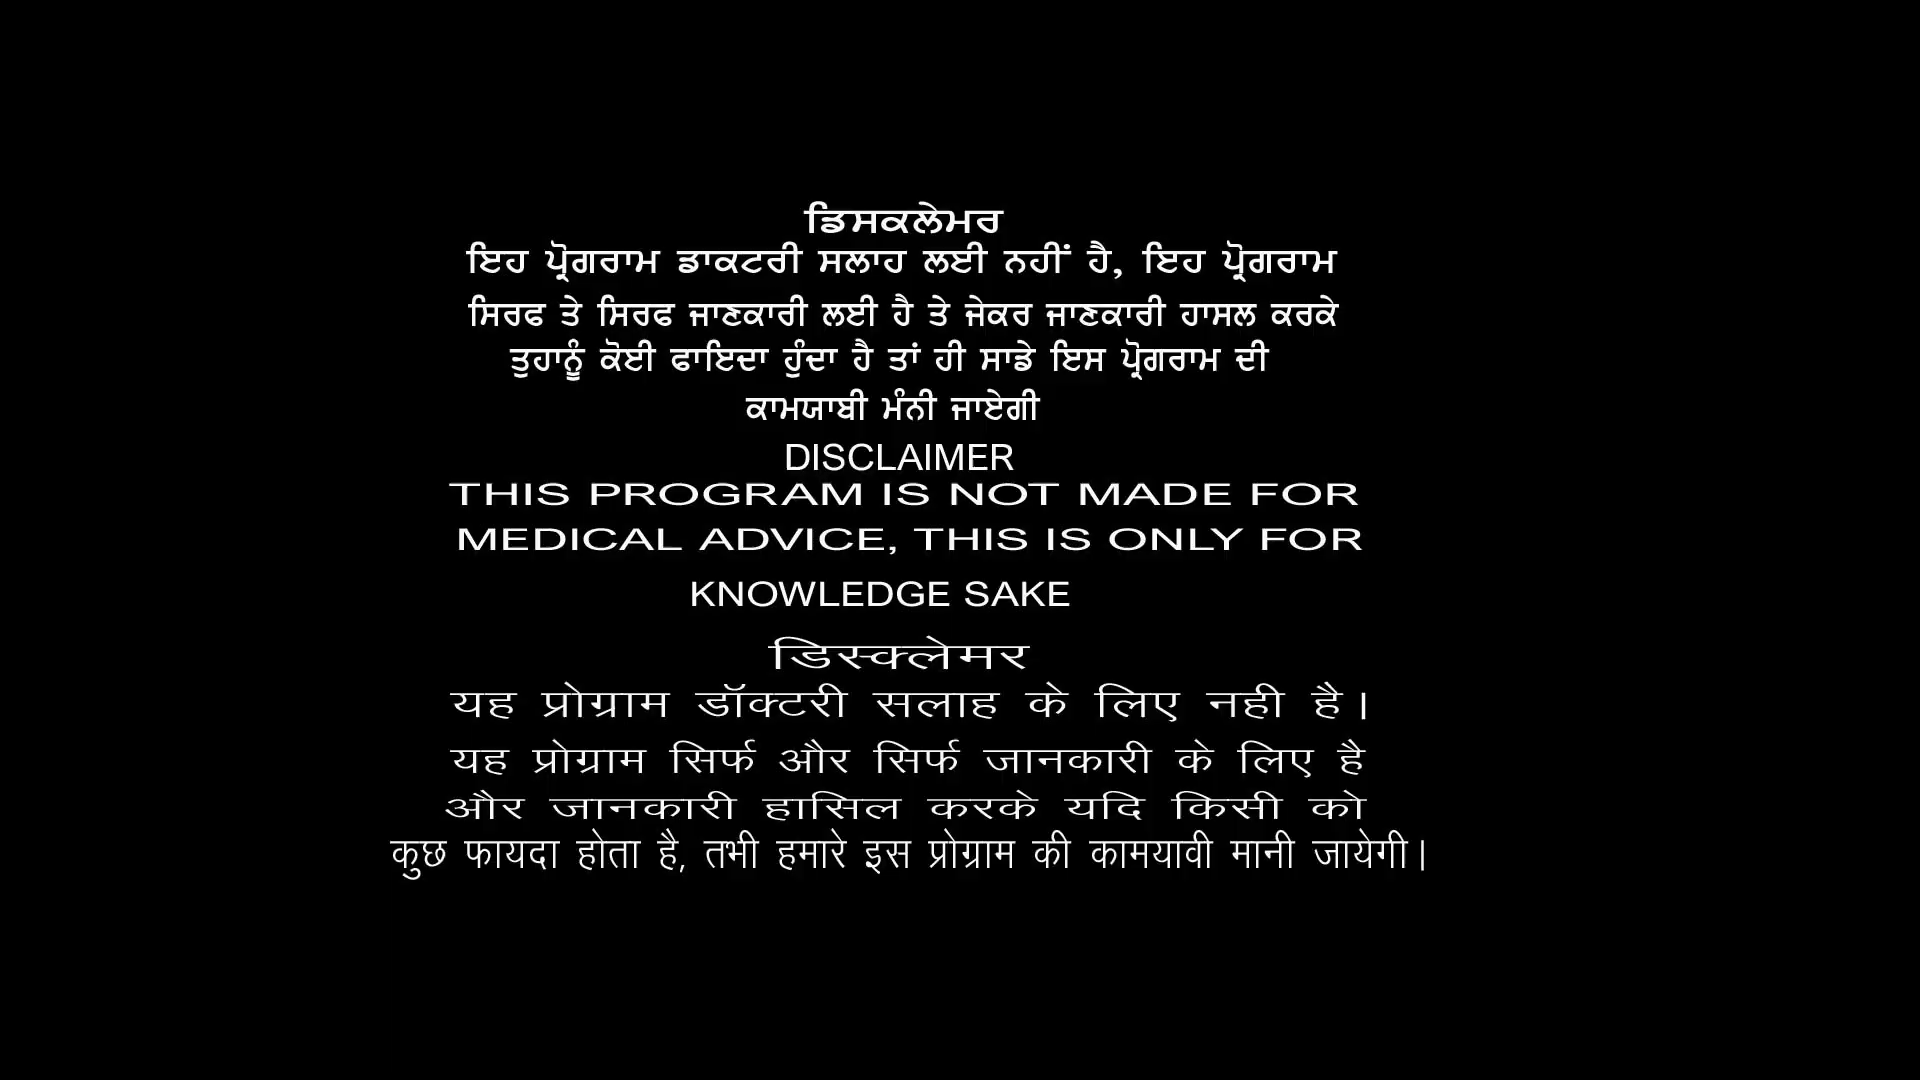 ਡਿਸਕਲੇਮਰ
ਇਹ ਪ੍ਰੋਗਰਾਮ ਡਾਕਟਰੀ ਸਲਾਹ ਲਈ ਨਹੀਂ ਹੈ, ਇਹ ਪ੍ਰੋਗਰਾਮ
ਸਿਰਫ ਤੇ ਸਿਰਫ ਜਾਣਕਾਰੀ ਲਈ ਹੈ ਤੇ ਜੇਕਰ ਜਾਣਕਾਰੀ ਹਾਸਲ ਕਰਕੇ
ਤੁਹਾਨੂੰ ਕੋਈ ਫਾਇਦਾ ਹੁੰਦਾ ਹੈ ਤਾਂ ਹੀ ਸਾਡੇ ਇਸ ਪ੍ਰੋਗਰਾਮ ਦੀ
ਕਾਮਯਾਬੀ ਮੰਨੀ ਜਾਏਗੀ
DISCLAIMER
THIS PROGRAM IS NOT MADE FOR
MEDICAL ADVICE, THIS IS ONLY FOR
KNOWLEDGE SAKE
डिस्क्लेमर
यह प्रोग्राम डॉक्टरी सलाह के लिए नही है।
यह प्रोग्राम सिर्फ और सिर्फ जानकारी के लिए है
और जानकारी हासिल करके यदि किसी को
कुछ फायदा होता है, तभी हमारे इस प्रोग्राम की कामयावी मानी जायेगी।